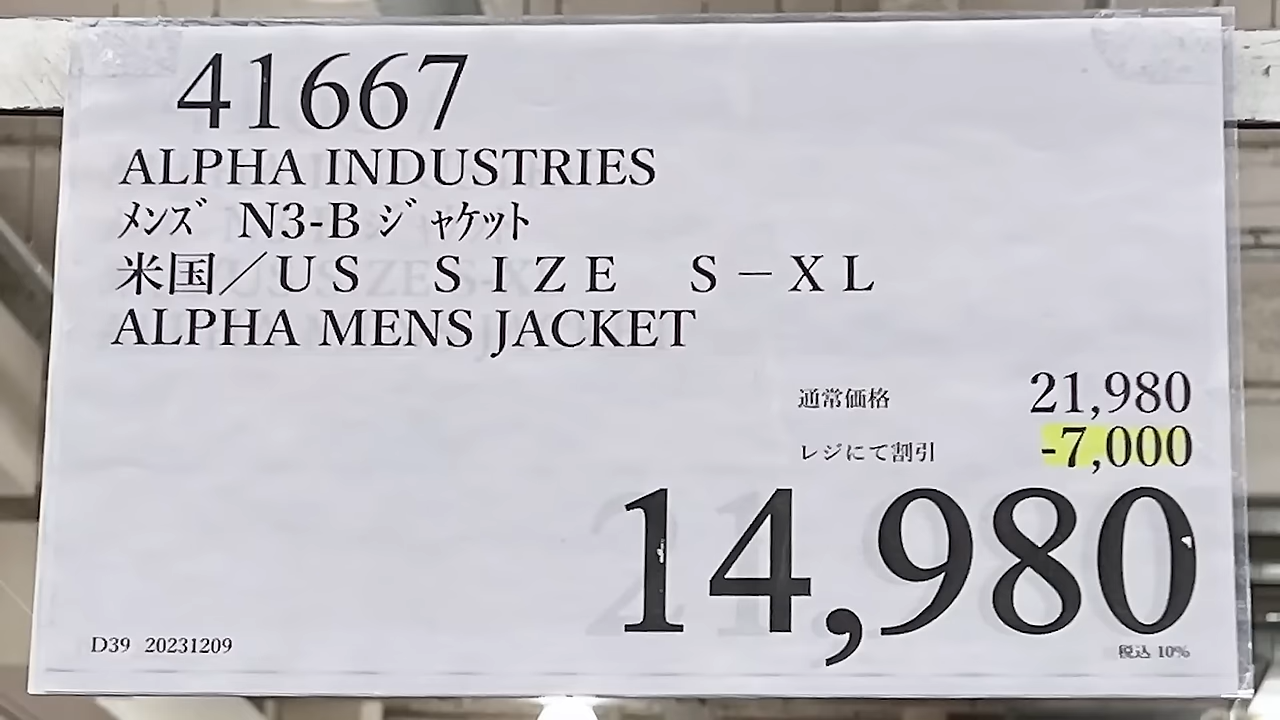 41667
ALPHA INDUSTRIES
ﾒﾝｽﾞ N3-B ｼﾞｬｹｯﾄ
米国／ＵＳ　ＳＩＺＥ　Ｓ－ＸＬ
ALPHA MENS JACKET
通常価格 21,980
レジにて割引 -7,000
14,980
税込 10%
D39 20231209